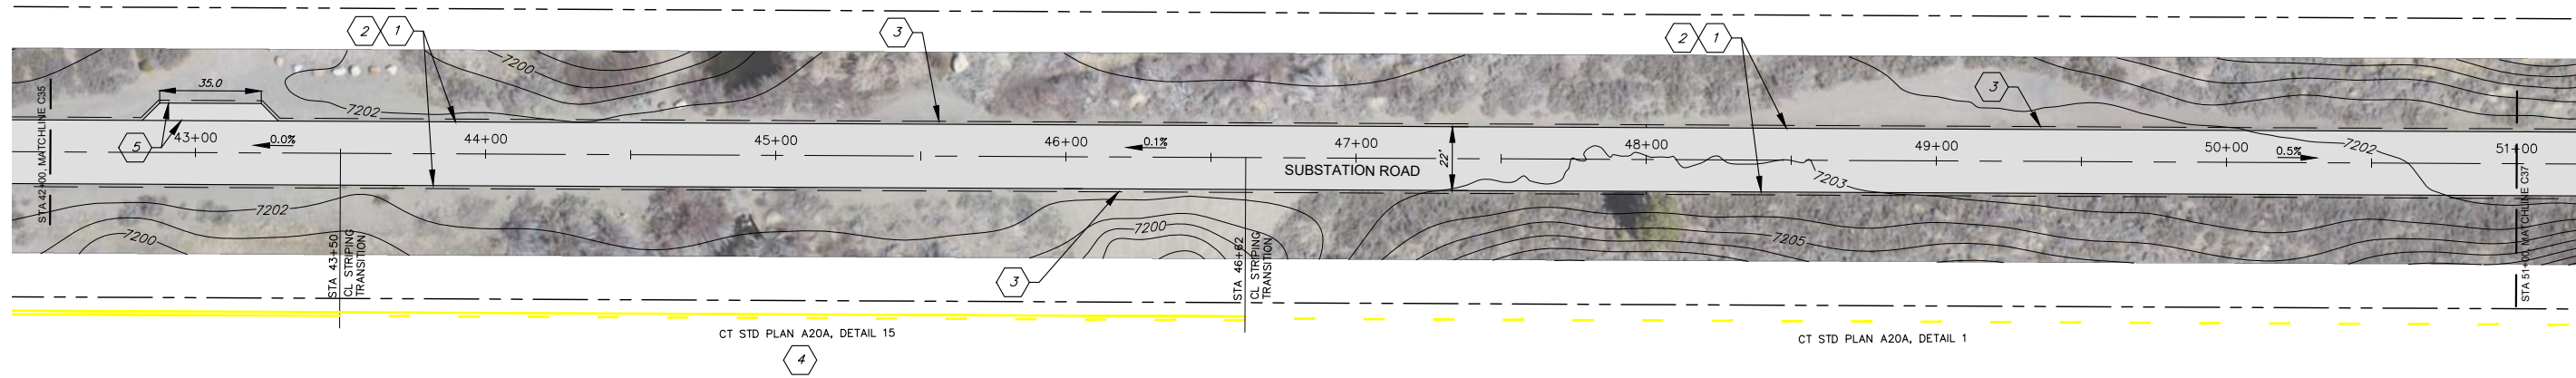 2 1
3
2 1
3
7200
35.0
7202
STA 42+00, MATCHLINE C35
5
43+00
0.0%
44+00
45+00
46+00
0.1%
47+00
22'
48+00
49+00
50+00
0.5%
7202
51+00
SUBSTATION ROAD
7203
7202
7200
7200
7205
STA 43+50
CL STRIPING
TRANSITION
3
STA 46+62
CL STRIPING
TRANSITION
STA 51+00, MATCHLINE C37
CT STD PLAN A20A, DETAIL 15
4
CT STD PLAN A20A, DETAIL 1